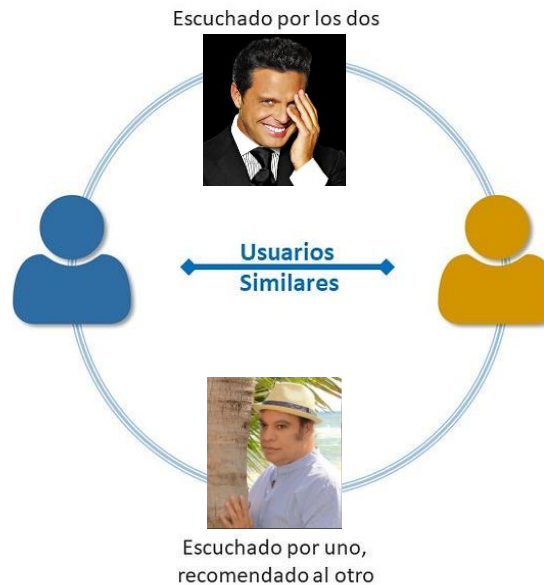 Escuchado por los dos
Usuarios
Similares
Escuchado por uno,
recomendado al otro